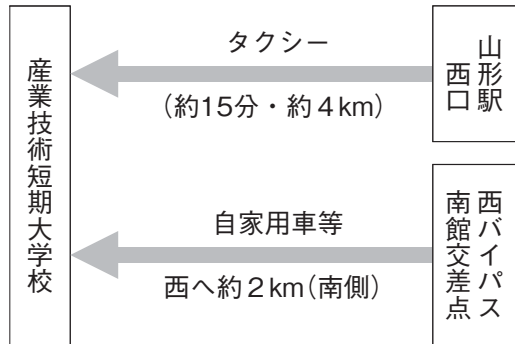 産業技術短期大学校
タクシー
(約15分・約4km)
山形駅
西口
自家用車等
西へ約2km(南側)
西バイパス
南館交差点